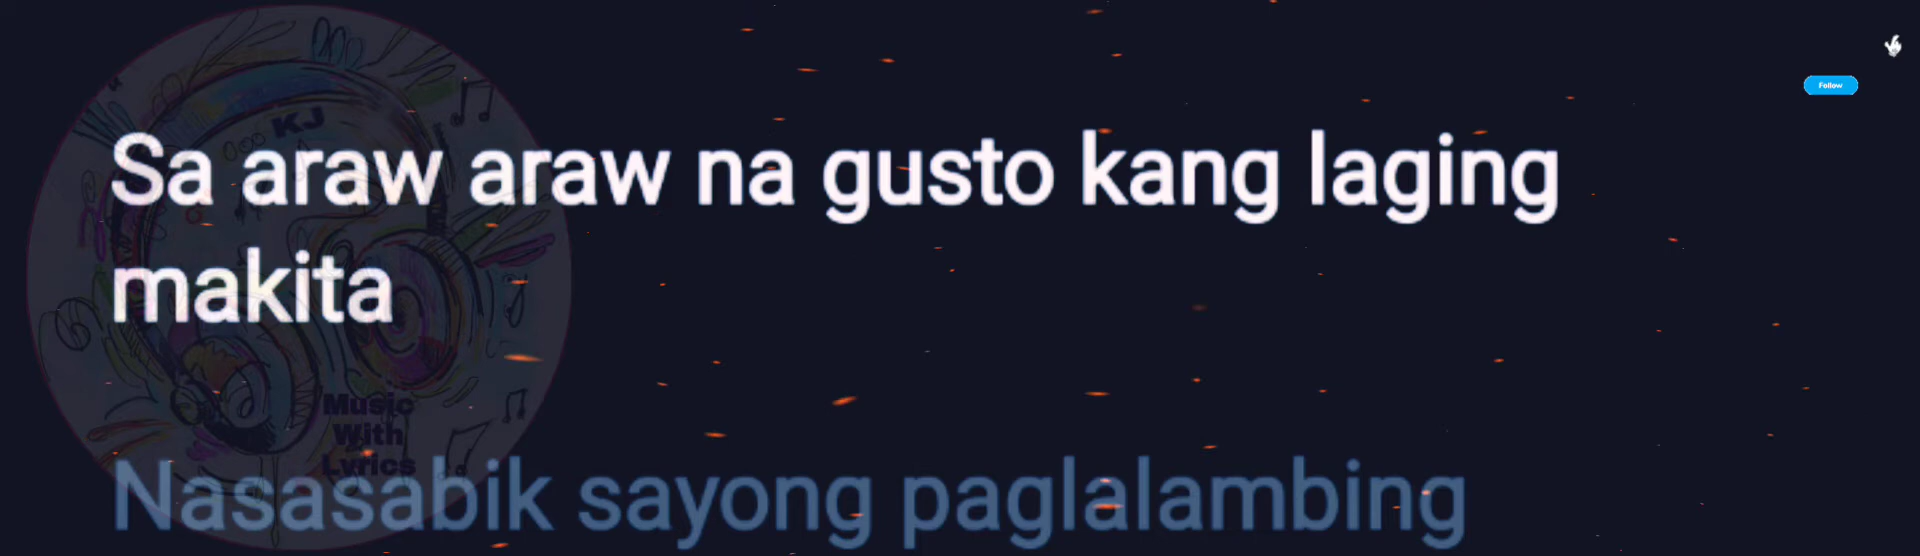 Follow
KJ
Sa araw araw na gusto kang laging
makita
Music
With
Lyrics
Nasasabik sayong paglalambing